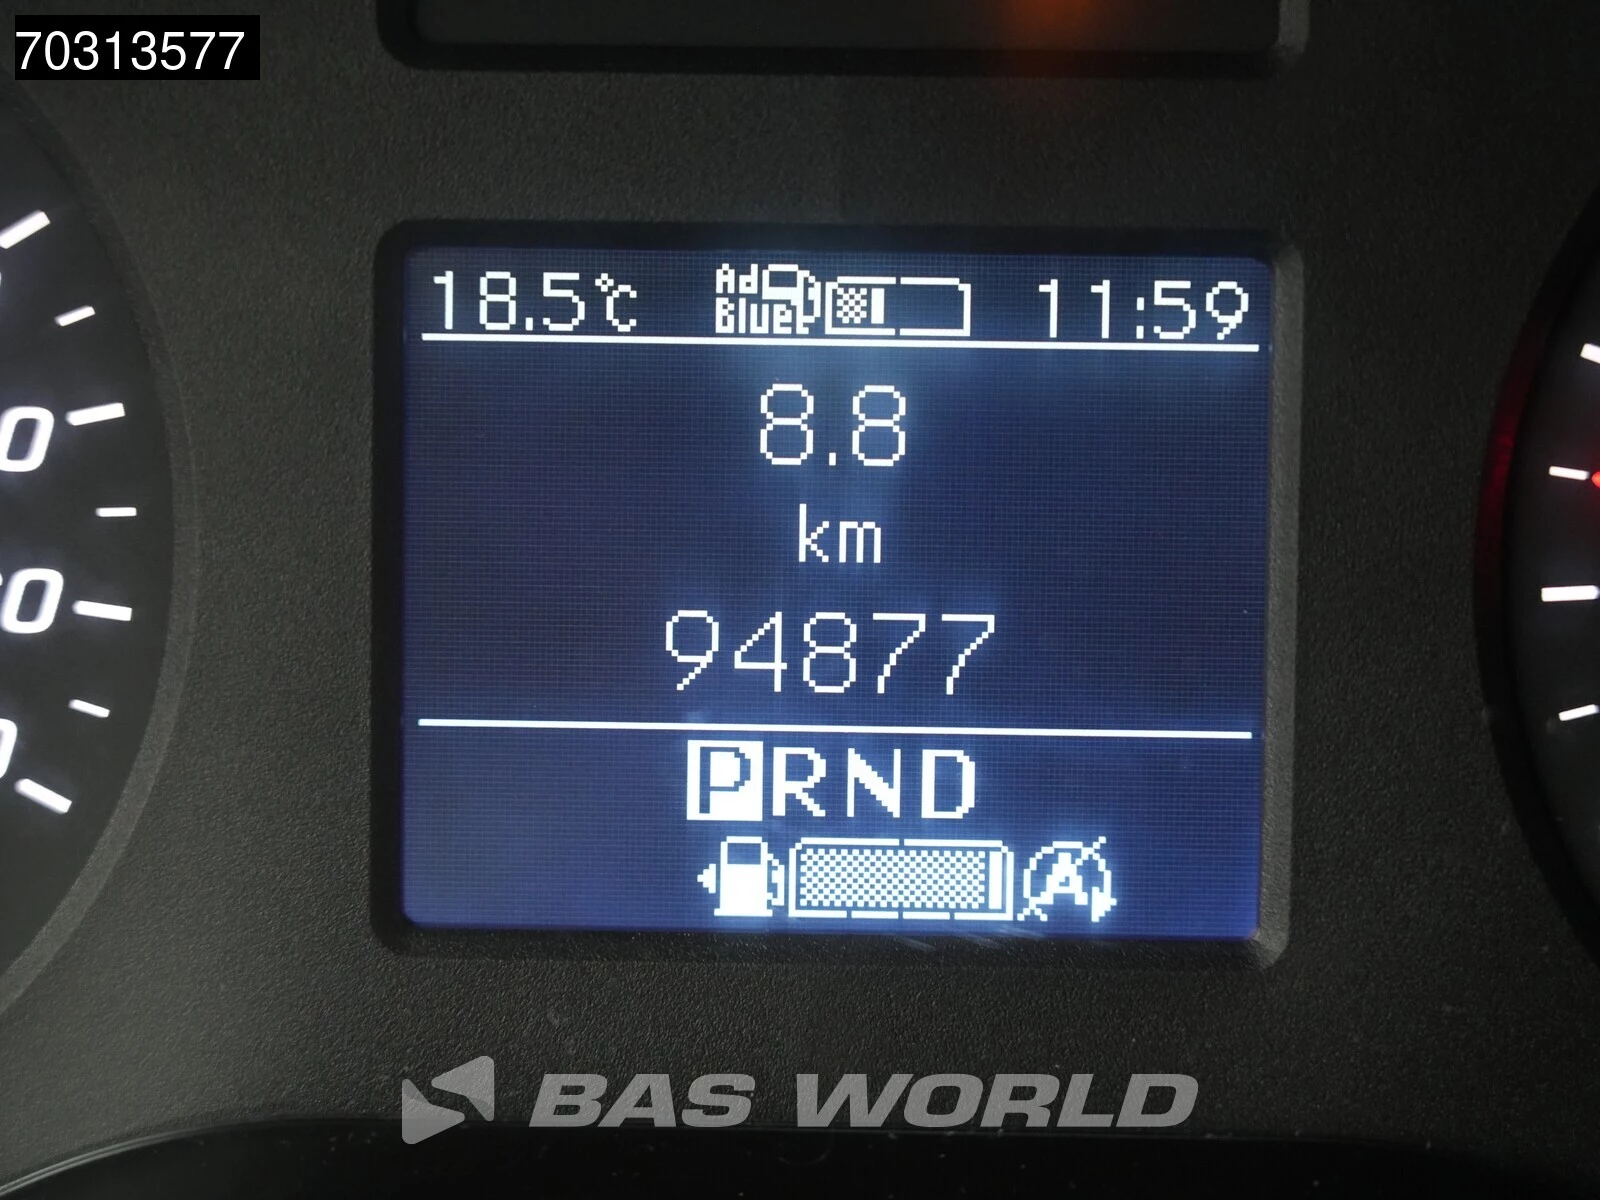 70313577
18.5°C Ad Blue 11:59
8.8
km
94877
PRND
A
BAS WORLD